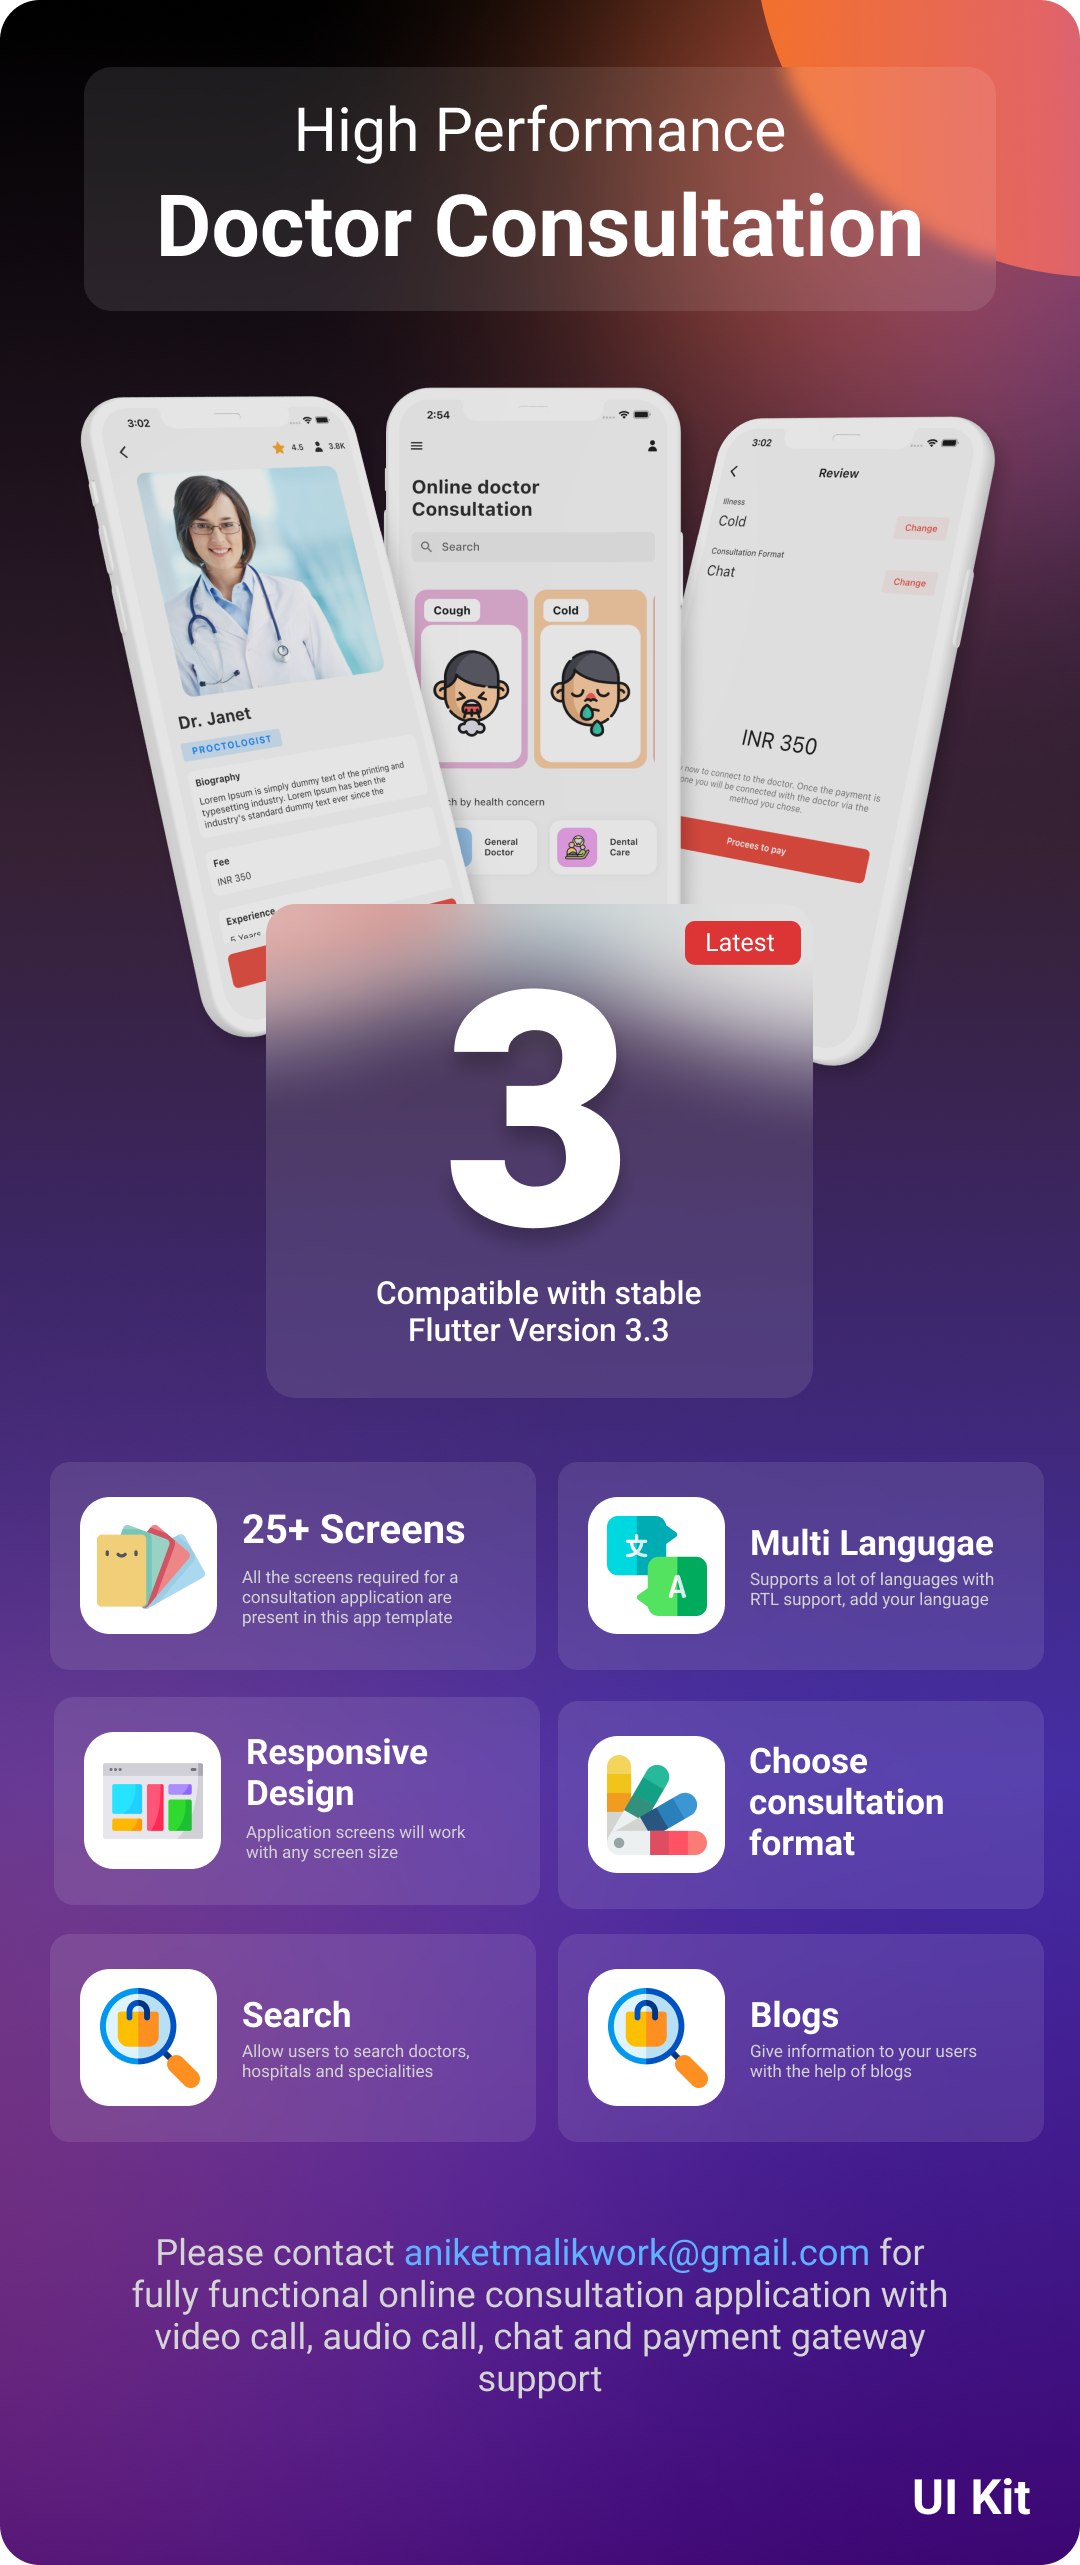 High Performance
Doctor Consultation
3:02
4.5
3.8K
Dr. Janet
PROCTOLOGIST
Biography
Lorem Ipsum is simply dummy text of the printing and
typesetting industry. Lorem Ipsum has been the
industry's standard dummy text ever since the
Fee
INR 350
Experience
5 Years
2:54
Online doctor
Consultation
Search
Cough
Cold
ch by health concern
General
Doctor
Dental
Care
3:02
Review
Illness
Cold
Change
Consultation Format
Chat
Change
INR 350
now to connect to the doctor. Once the payment is
one you will be connected with the doctor via the
method you chose.
Procees to pay
Latest
3
Compatible with stable
Flutter Version 3.3
25+ Screens
All the screens required for a
consultation application are
present in this app template
Multi Langugae
Supports a lot of languages with
RTL support, add your language
文
A
Responsive
Design
Application screens will work
with any screen size
Choose
consultation
format
Search
Allow users to search doctors,
hospitals and specialities
Blogs
Give information to your users
with the help of blogs
Please contact aniketmalikwork@gmail.com for
fully functional online consultation application with
video call, audio call, chat and payment gateway
support
UI Kit